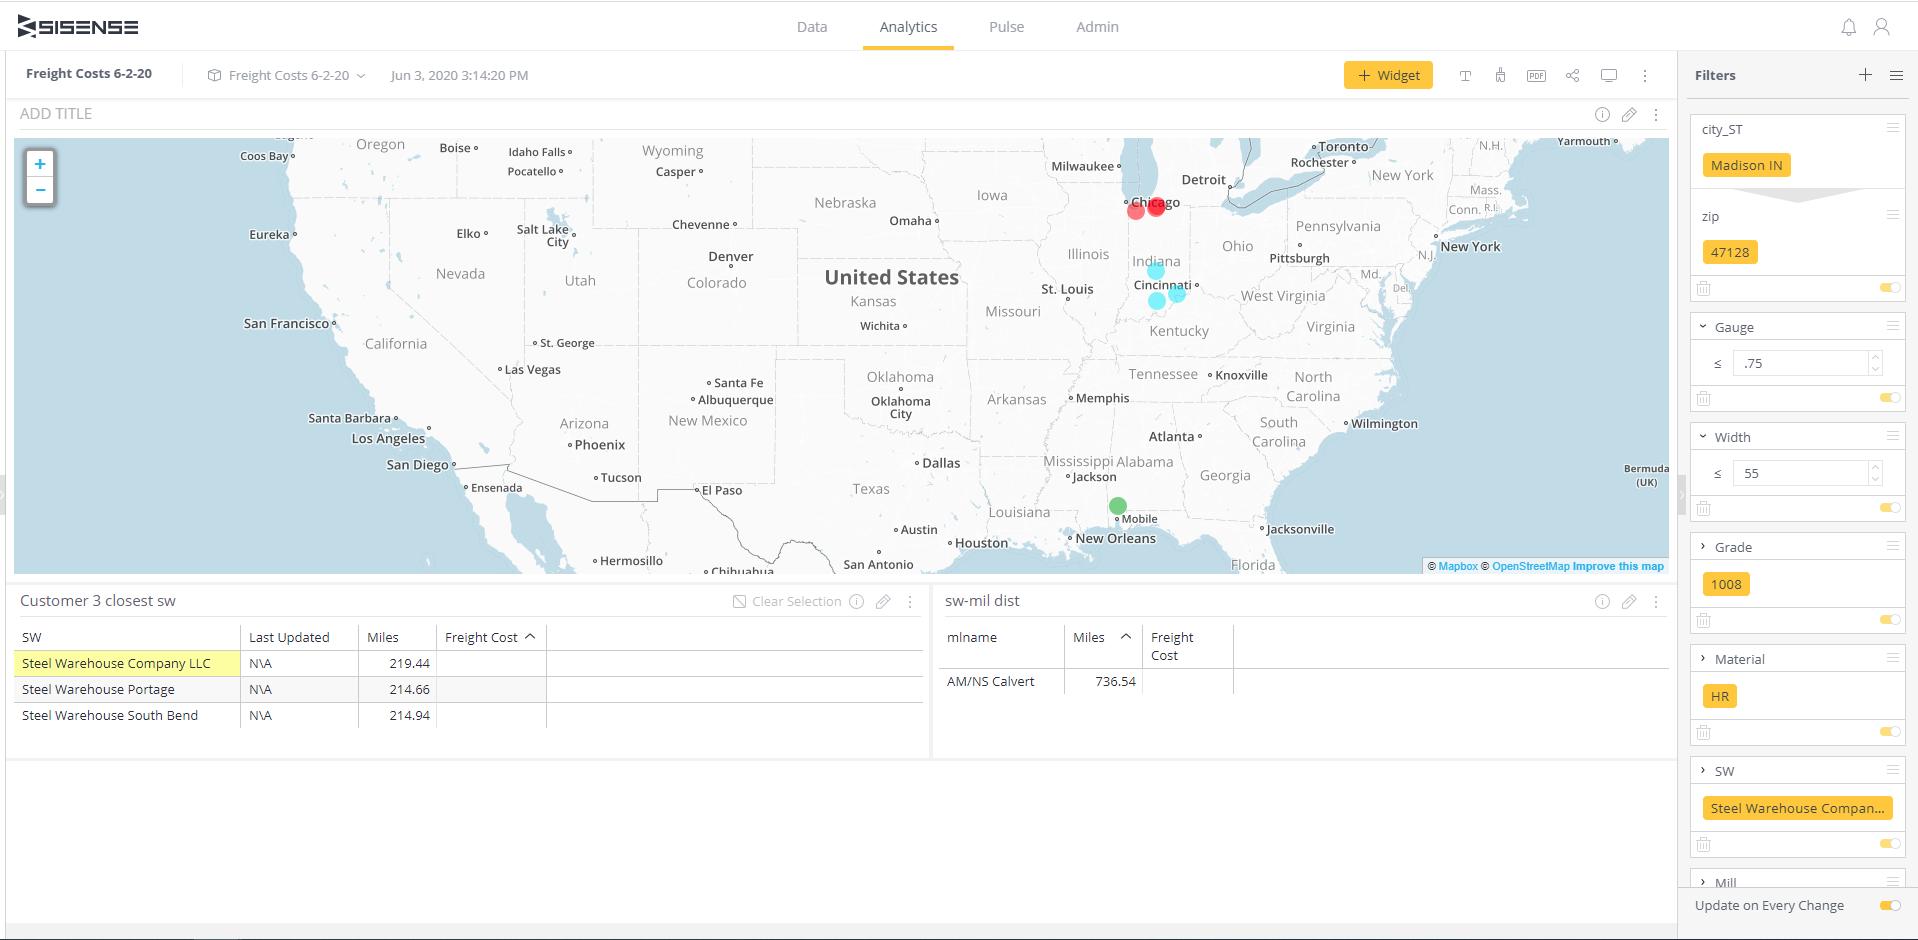 SISENSE
Data Analytics Pulse Admin
Freight Costs 6-2-20 Freight Costs 6-2-20 Jun 3, 2020 3:14:20 PM + Widget PDF
Filters
ADD TITLE
+
−
Oregon
Coos Bay
Boise
Idaho Falls
Pocatello
Wyoming
Casper
Milwaukee
Toronto
Rochester
N.H.
Yarmouth
Detroit
New York
Mass.
Iowa
Nebraska
Chicago
Conn.
R.I.
Omaha
Cheyenne
Eureka
Elko
Salt Lake
City
Pennsylvania
Illinois
Ohio
New York
Denver
Indiana
Pittsburgh
N.J.
Nevada
Utah
Colorado
United States
Kansas
St. Louis
Cincinnati
Md.
Del.
West Virginia
Missouri
San Francisco
Wichita
Kentucky
Virginia
California
St. George
Las Vegas
Santa Fe
Albuquerque
Oklahoma
Tennessee
Knoxville
North
Carolina
Oklahoma
City
Arkansas
Memphis
Santa Barbara
Los Angeles
Arizona
New Mexico
South
Carolina
Wilmington
Phoenix
Atlanta
San Diego
Dallas
Mississippi
Alabama
Bermuda
(UK)
Tucson
Jackson
Georgia
Ensenada
El Paso
Texas
Louisiana
Mobile
Austin
Houston
New Orleans
Jacksonville
Hermosillo
Chihuahua
San Antonio
Florida
© Mapbox © OpenStreetMap Improve this map
Customer 3 closest sw Clear Selection
SW Last Updated Miles Freight Cost
Steel Warehouse Company LLC N\A 219.44
Steel Warehouse Portage N\A 214.66
Steel Warehouse South Bend N\A 214.94
sw-mil dist
mlname Miles Freight
Cost
AM/NS Calvert 736.54
city_ST
Madison IN
zip
47128
Gauge
≤ .75
Width
≤ 55
Grade
1008
Material
HR
SW
Steel Warehouse Compan...
Mill
Update on Every Change